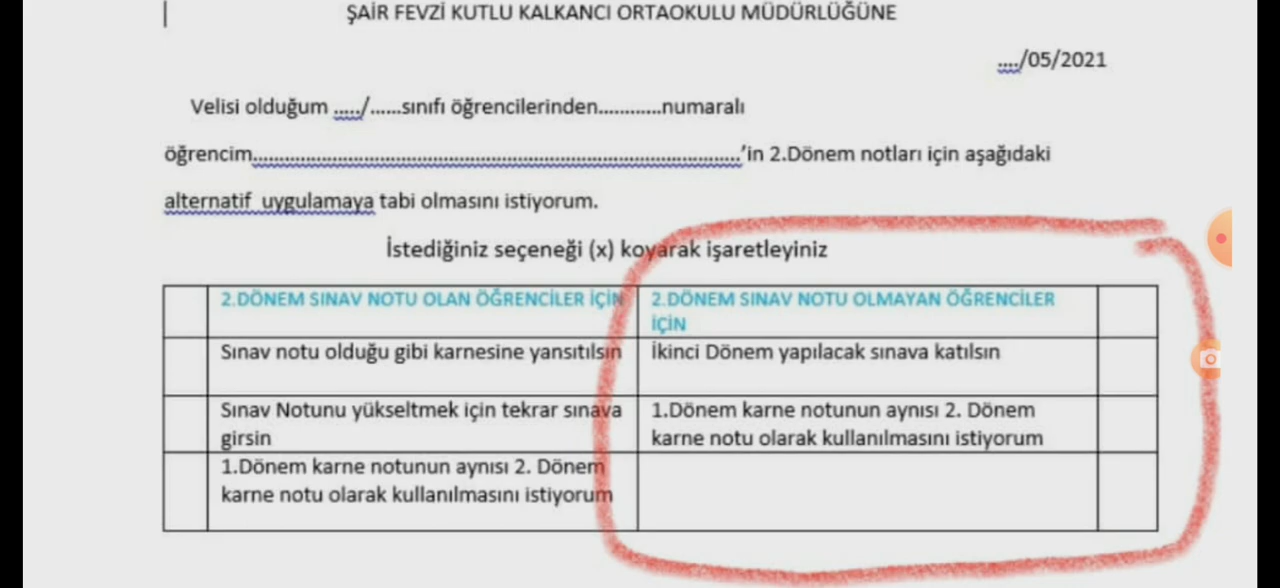 ŞAİR FEVZİ KUTLU KALKANCI ORTAOKULU MÜDÜRLÜĞÜNE
..../05/2021
Velisi olduğum ...../......sınıfı öğrencilerinden............numaralı
öğrencim..........................................................................................'in 2.Dönem notları için aşağıdaki
alternatif uygulamaya tabi olmasını istiyorum.
İstediğiniz seçeneği (x) koyarak işaretleyiniz
2.DÖNEM SINAV NOTU OLAN ÖĞRENCİLER İÇİN
2.DÖNEM SINAV NOTU OLMAYAN ÖĞRENCİLER
İÇİN
Sınav notu olduğu gibi karnesine yansıtılsın
İkinci Dönem yapılacak sınava katılsın
Sınav Notunu yükseltmek için tekrar sınava
girsin
1.Dönem karne notunun aynısı 2. Dönem
karne notu olarak kullanılmasını istiyorum
1.Dönem karne notunun aynısı 2. Dönem
karne notu olarak kullanılmasını istiyorum